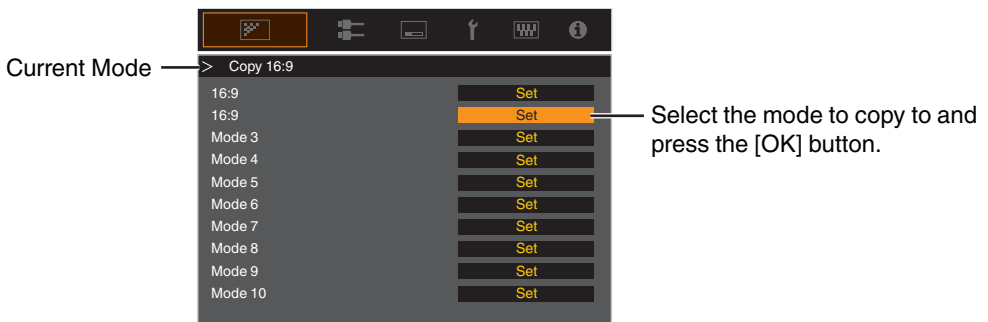 Current Mode
> Copy 16:9
16:9 Set
16:9 Set
Select the mode to copy to and
press the [OK] button.
Mode 3 Set
Mode 4 Set
Mode 5 Set
Mode 6 Set
Mode 7 Set
Mode 8 Set
Mode 9 Set
Mode 10 Set